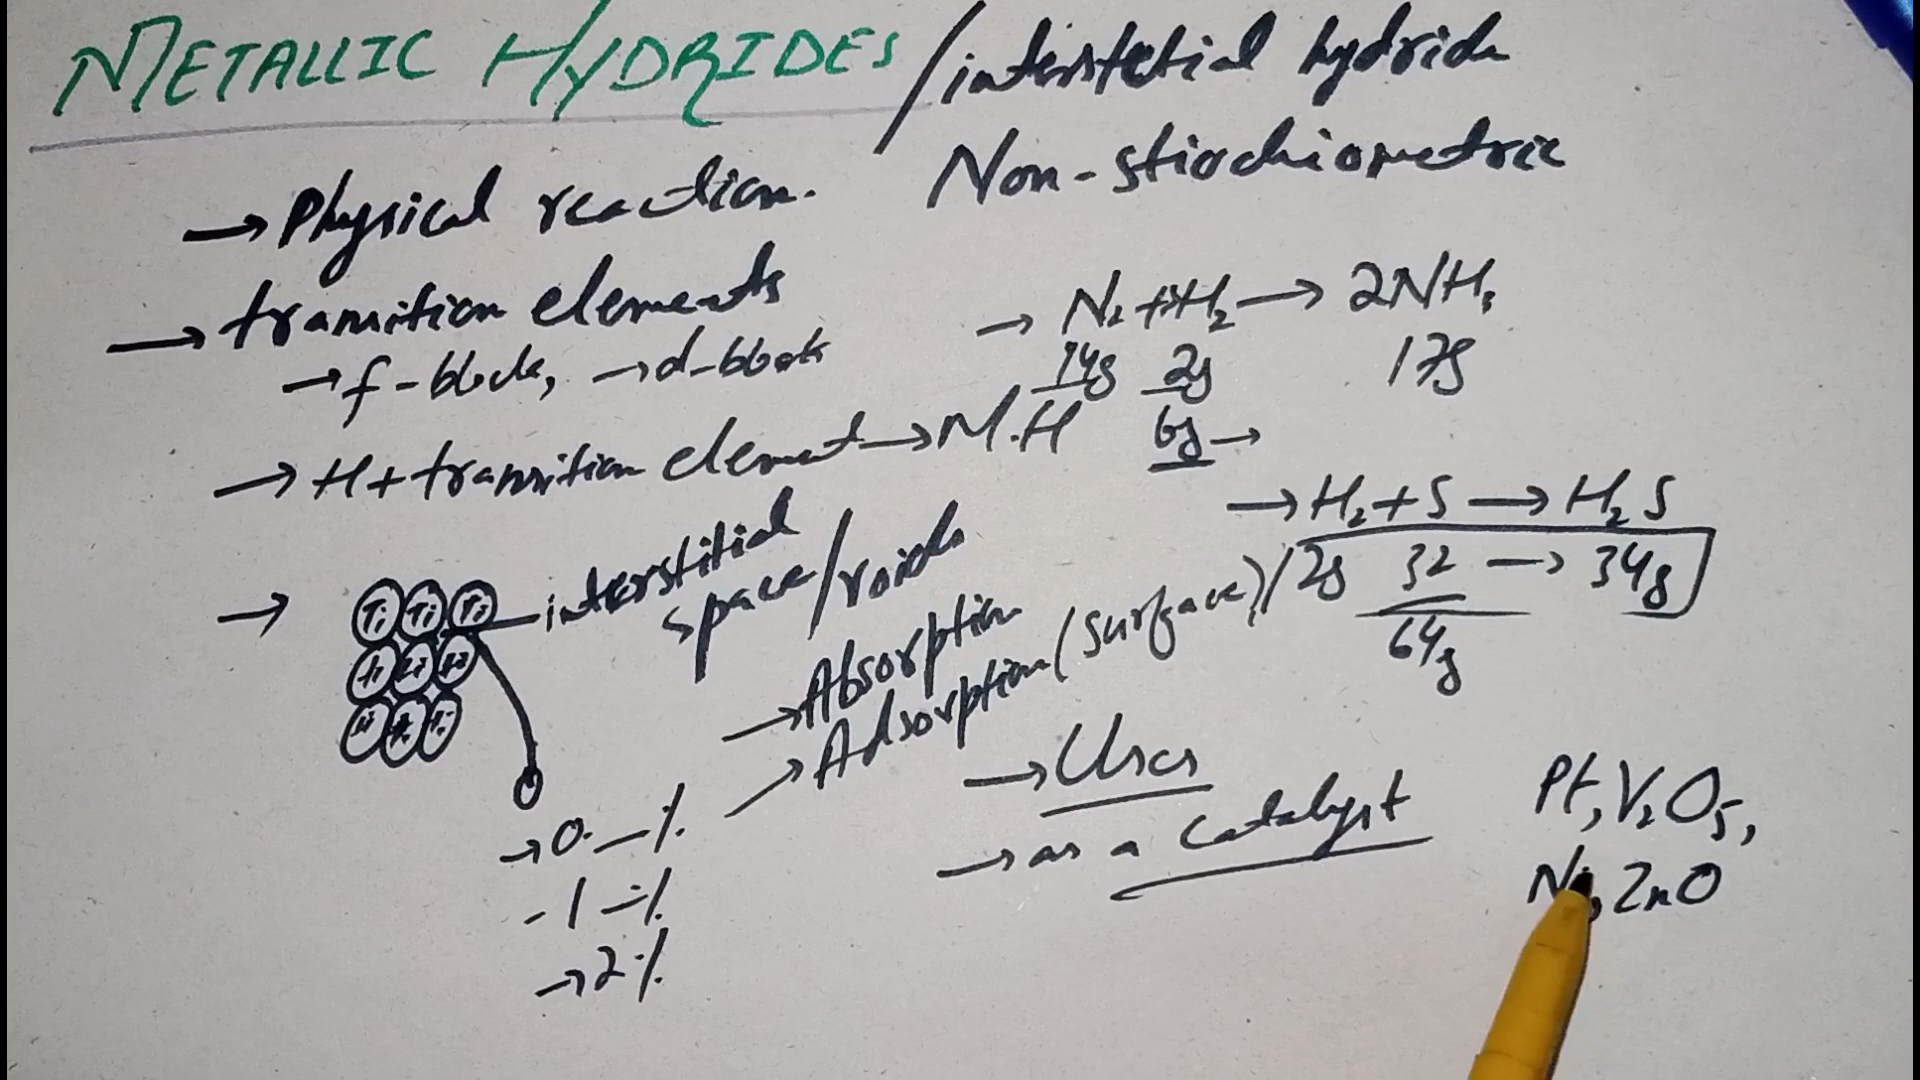 METALLIC HYDRIDES / interstetial hydride
Non-stiochiometric
→ Physical reaction.
→ transition elements
→ f-block, → d-block
→ H + transition element → M.H
→ interstitial
space/voids
→ 0. _ %
- 1 - %
→ 2 %
→ Absorption
→ Adsorption (surface)
→ N₂ + H₂ → 2NH₃
14g 2g 17g
6g →
→ H₂ + S → H₂S
2g 32 → 34g
64g
→ Uses
→ as a catalyst
Pt, V₂O₅,
Ni, ZnO